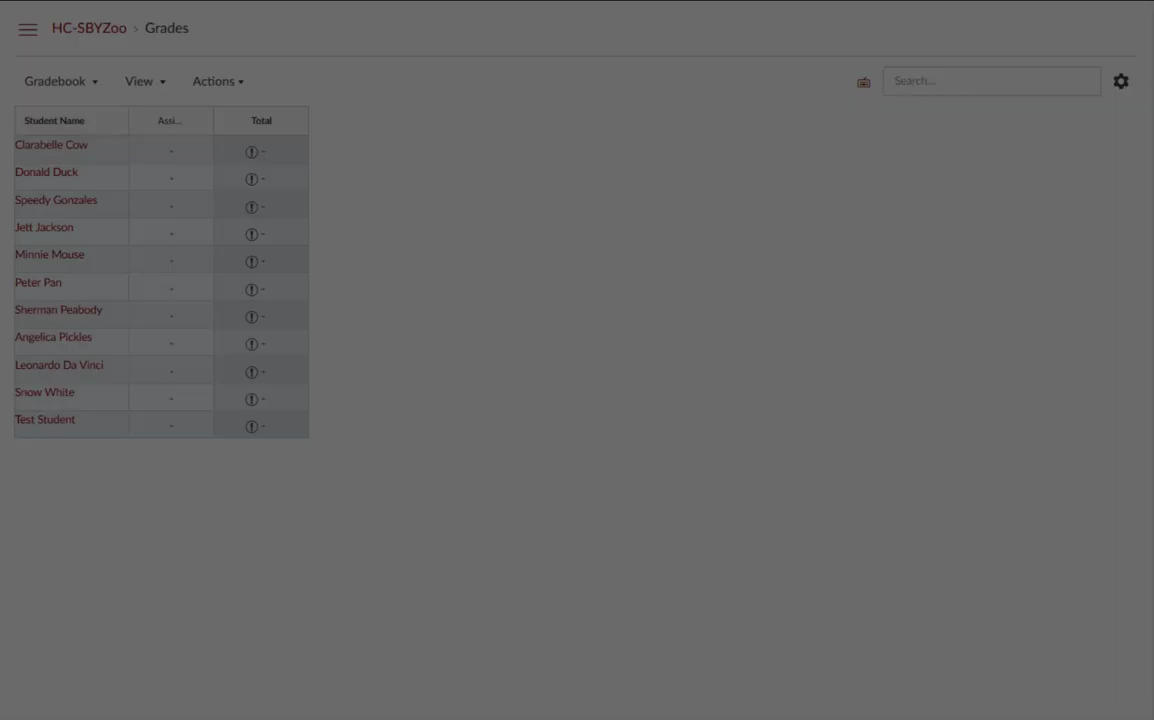 HC-SBYZoo › Grades
Gradebook View Actions Search...
Student Name Assi... Total
Clarabelle Cow - -
Donald Duck - -
Speedy Gonzales - -
Jett Jackson - -
Minnie Mouse - -
Peter Pan - -
Sherman Peabody - -
Angelica Pickles - -
Leonardo Da Vinci - -
Snow White - -
Test Student - -